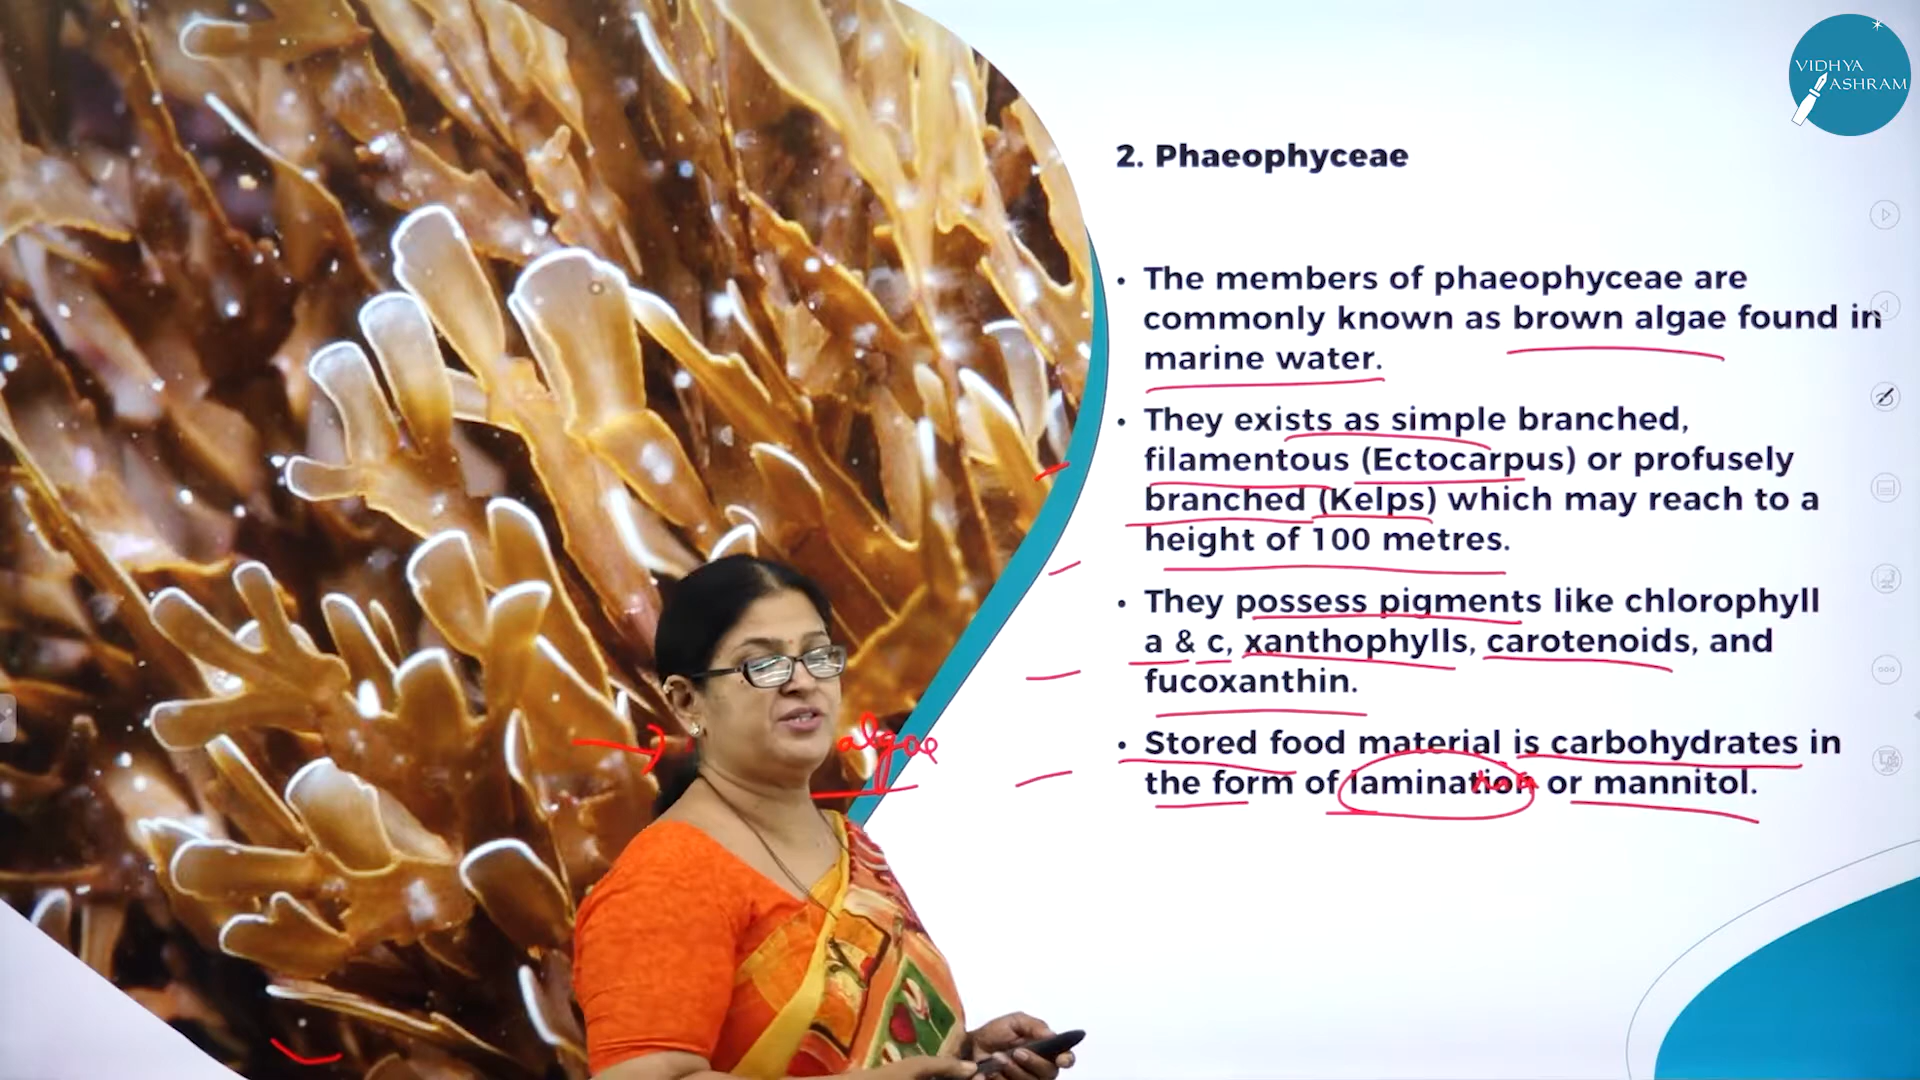 VIDHYA
ASHRAM
2. Phaeophyceae
• The members of phaeophyceae are
commonly known as brown algae found in
marine water.
• They exists as simple branched,
filamentous (Ectocarpus) or profusely
branched (Kelps) which may reach to a
height of 100 metres.
• They possess pigments like chlorophyll
a & c, xanthophylls, carotenoids, and
fucoxanthin.
algae
• Stored food material is carbohydrates in
the form of lamination or mannitol.